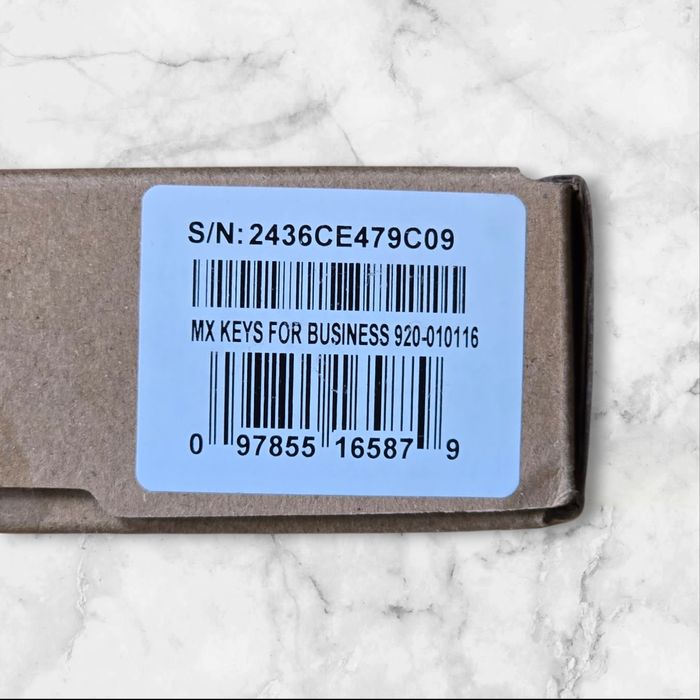 S/N: 2436CE479C09
MX KEYS FOR BUSINESS 920-010116
0 97855 16587 9